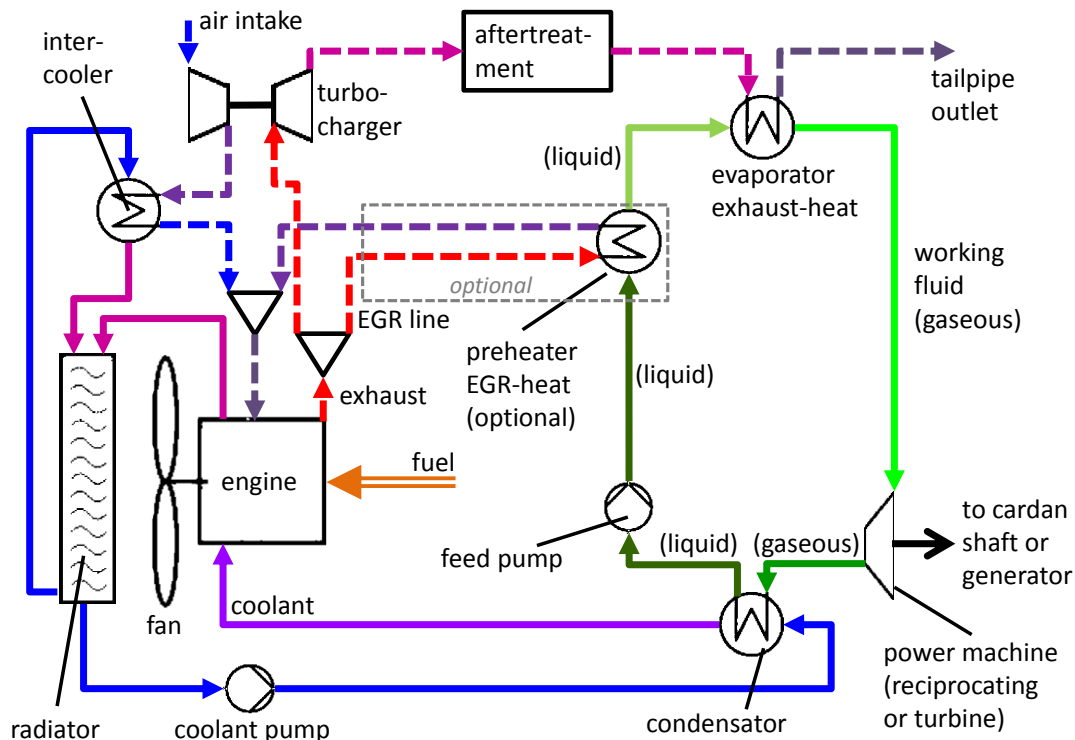 air intake
inter-
cooler
aftertreat-
ment
turbo-
charger
tailpipe
outlet
(liquid)
evaporator
exhaust-heat
working
fluid
(gaseous)
optional
EGR line
preheater
EGR-heat
(optional)
(liquid)
exhaust
engine
fuel
to cardan
shaft or
generator
feed pump
(liquid)
(gaseous)
coolant
fan
power machine
(reciprocating
or turbine)
radiator
coolant pump
condensator